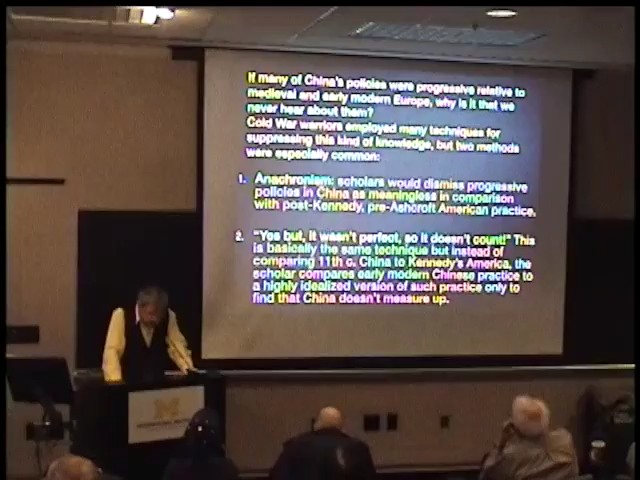 If many of China's policies were progressive relative to
medieval and early modern Europe, why is it that we
never hear about them?
Cold War warriors employed many techniques for
suppressing this kind of knowledge, but two methods
were especially common:
1. Anachronism: scholars would dismiss progressive
policies in China as meaningless in comparison
with post-Kennedy, pre-Ashcroft American practice.
2. "Yes but, it wasn't perfect, so it doesn't count!" This
is basically the same technique but instead of
comparing 11th c. China to Kennedy's America, the
scholar compares early modern Chinese practice to
a highly idealized version of such practice only to
find that China doesn't measure up.
M